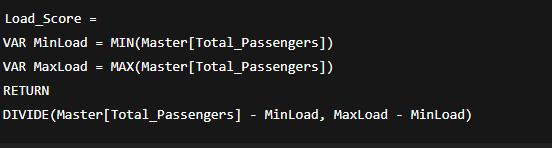 Load_Score =
VAR MinLoad = MIN(Master[Total_Passengers])
VAR MaxLoad = MAX(Master[Total_Passengers])
RETURN
DIVIDE(Master[Total_Passengers] - MinLoad, MaxLoad - MinLoad)